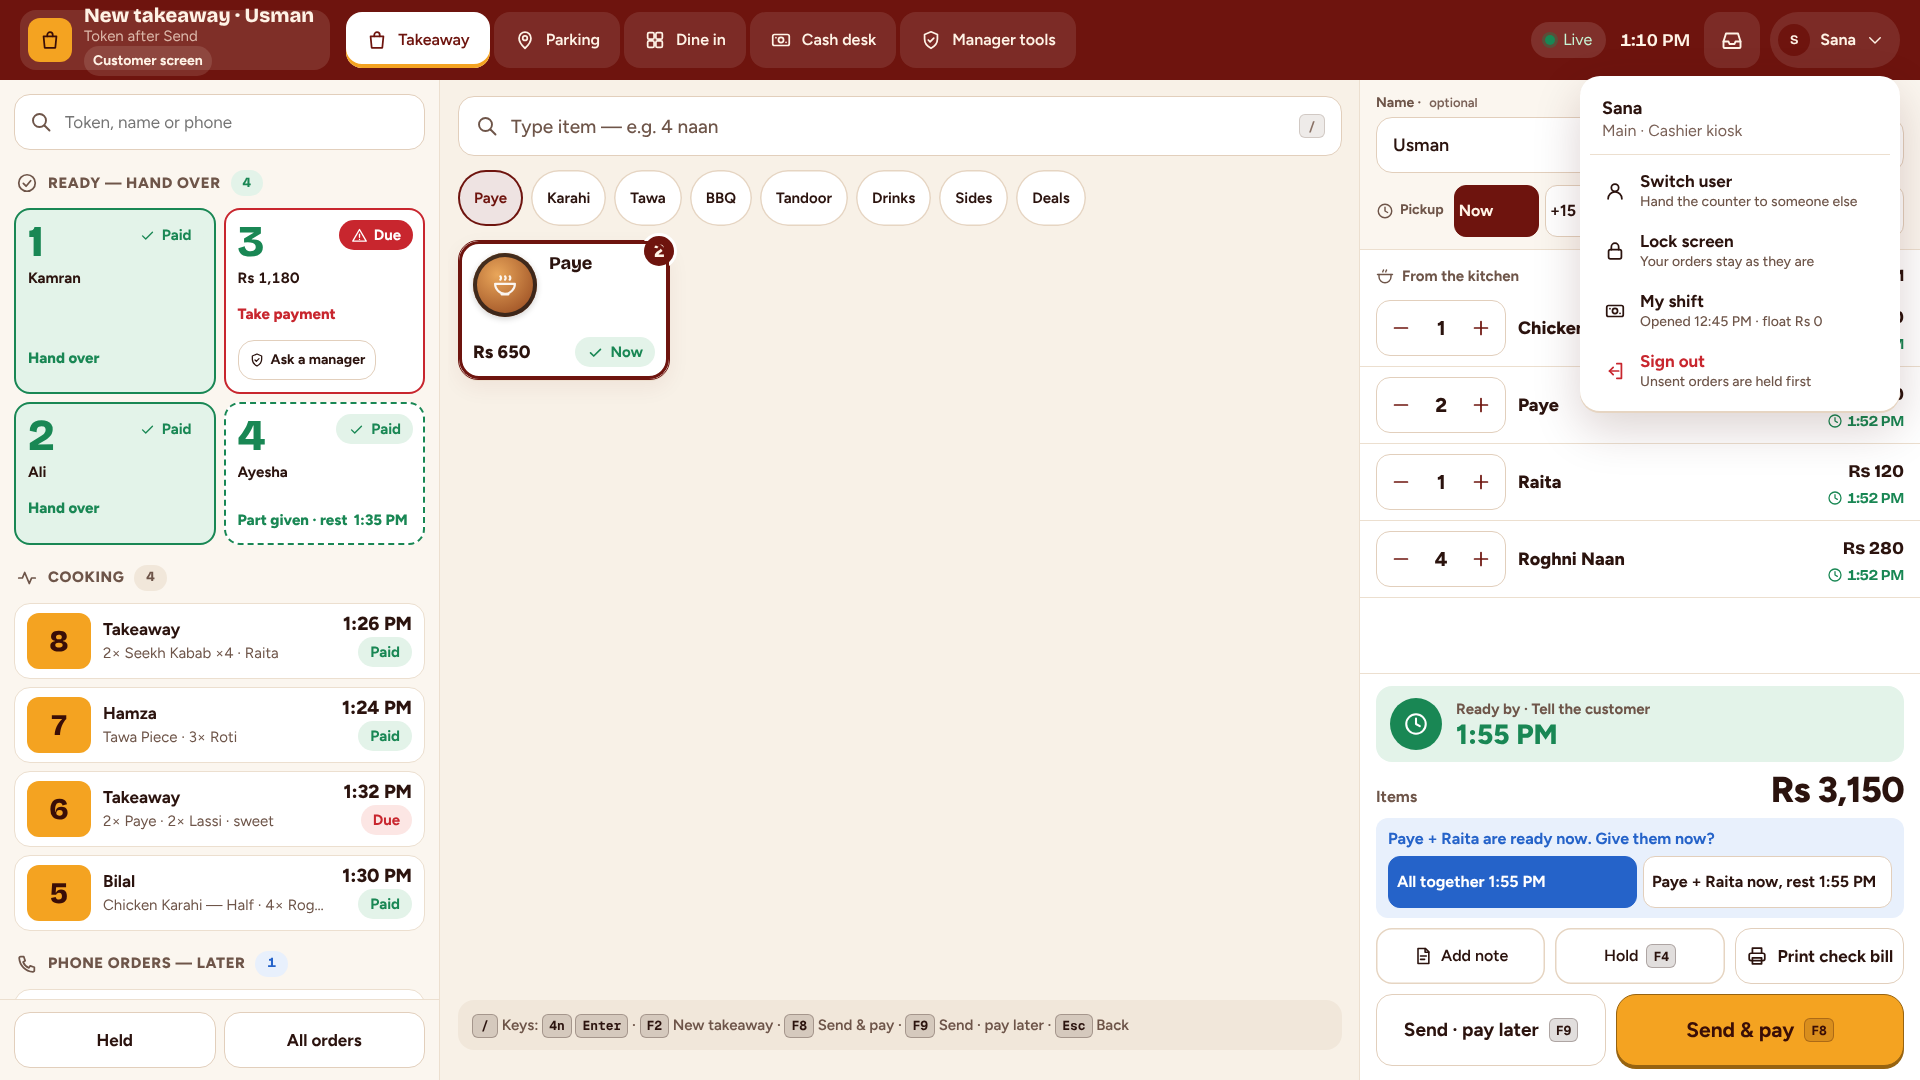 New takeaway · Usman
Token after Send
Customer screen
Takeaway
Parking
Dine in
Cash desk
Manager tools
Live
1:10 PM
S
Sana
Token, name or phone
READY — HAND OVER 4
1
Paid
Kamran
Hand over
3
Due
Rs 1,180
Take payment
Ask a manager
2
Paid
Ali
Hand over
4
Paid
Ayesha
Part given · rest 1:35 PM
COOKING 4
8
Takeaway
2× Seekh Kabab ×4 · Raita
1:26 PM
Paid
7
Hamza
Tawa Piece · 3× Roti
1:24 PM
Paid
6
Takeaway
2× Paye · 2× Lassi · sweet
1:32 PM
Due
5
Bilal
Chicken Karahi — Half · 4× Rog...
1:30 PM
Paid
PHONE ORDERS — LATER 1
Held
All orders
Type item — e.g. 4 naan
/
Paye
Karahi
Tawa
BBQ
Tandoor
Drinks
Sides
Deals
2
Paye
Rs 650
Now
/ Keys: 4n Enter · F2 New takeaway · F8 Send & pay · F9 Send · pay later · Esc Back
Name · optional
Usman
Pickup
Now
+15
Sana
Main · Cashier kiosk
Switch user
Hand the counter to someone else
Lock screen
Your orders stay as they are
My shift
Opened 12:45 PM · float Rs 0
Sign out
Unsent orders are held first
From the kitchen
1
2
Paye
1:52 PM
1
Raita
Rs 120
1:52 PM
4
Roghni Naan
Rs 280
1:52 PM
Ready by · Tell the customer
1:55 PM
Items
Rs 3,150
Paye + Raita are ready now. Give them now?
All together 1:55 PM
Paye + Raita now, rest 1:55 PM
Add note
Hold F4
Print check bill
Send · pay later F9
Send & pay F8